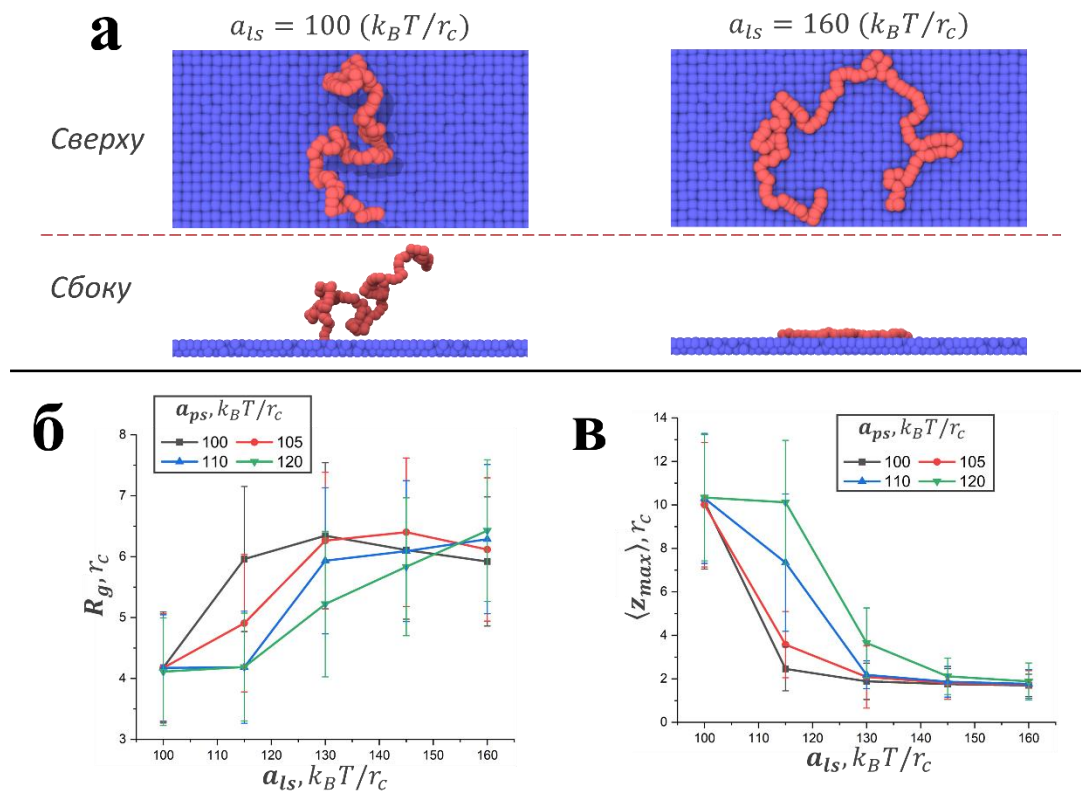 а
a_ls = 100 (k_BT/r_c)
a_ls = 160 (k_BT/r_c)
Сверху
Сбоку
б
a_ps, k_BT/r_c
100 105
110 120
8
7
6
5
4
3
R_g, r_c
100 110 120 130 140 150 160
a_ls, k_BT/r_c
в
a_ps, k_BT/r_c
100 105
110 120
14
12
10
8
6
4
2
0
⟨z_max⟩, r_c
100 110 120 130 140 150 160
a_ls, k_BT/r_c